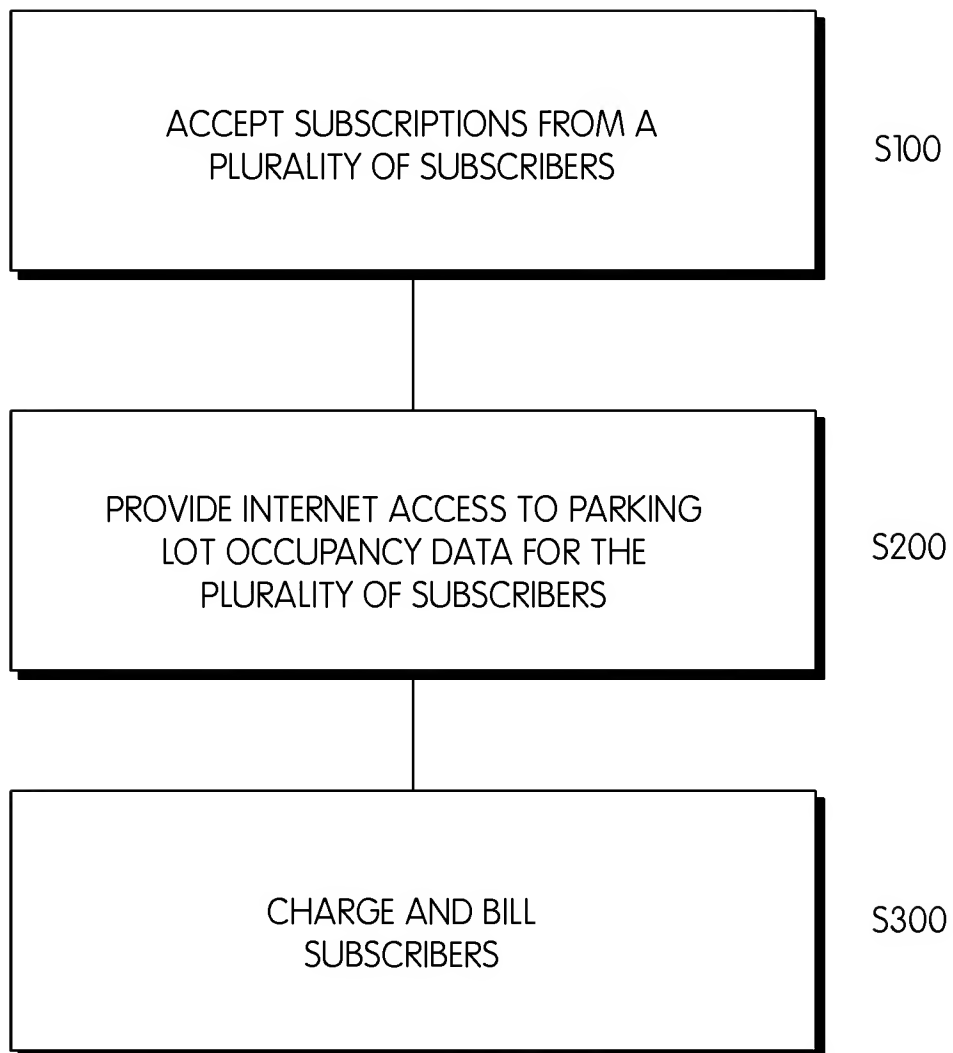 ACCEPT SUBSCRIPTIONS FROM A
PLURALITY OF SUBSCRIBERS
S100
PROVIDE INTERNET ACCESS TO PARKING
LOT OCCUPANCY DATA FOR THE
PLURALITY OF SUBSCRIBERS
S200
CHARGE AND BILL
SUBSCRIBERS
S300